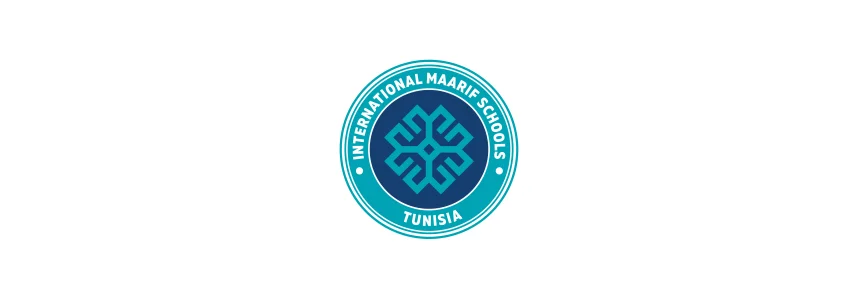 INTERNATIONAL MAARIF SCHOOLS
TUNISIA